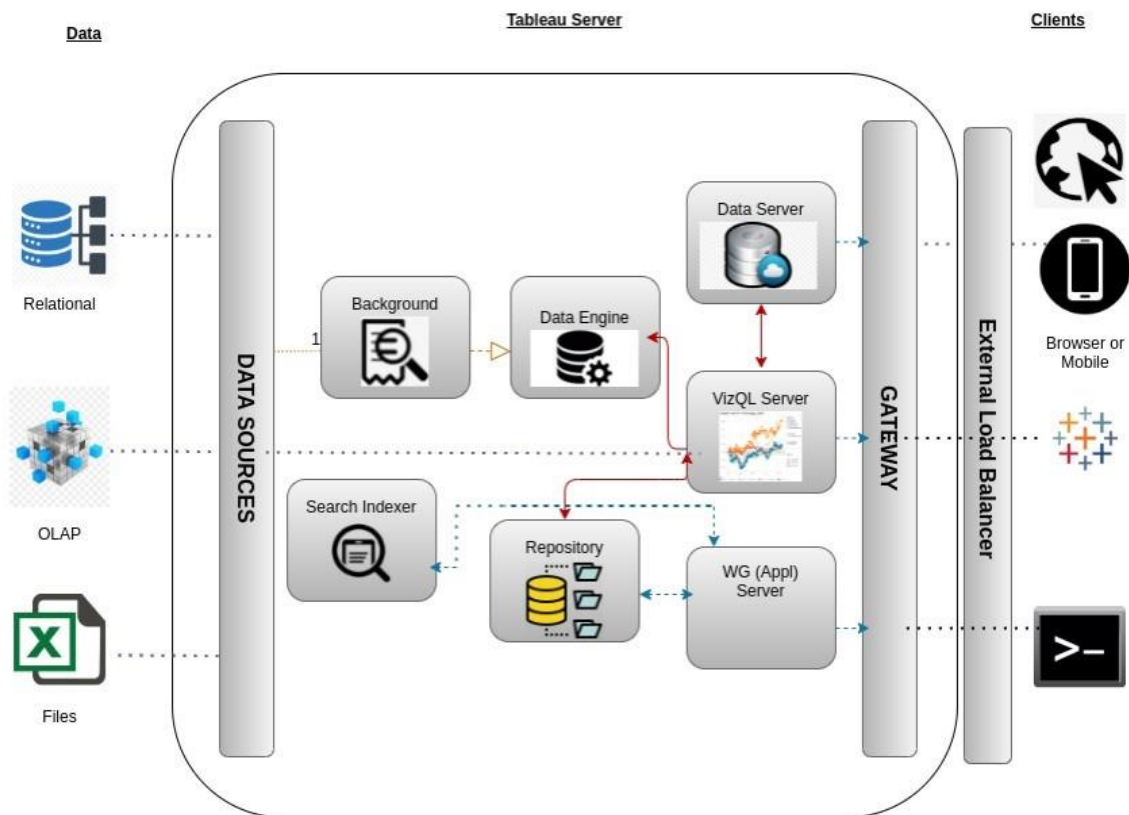 Data
Tableau Server
Clients
Relational
OLAP
Files
DATA SOURCES
1
Background
Data Engine
Data Server
VizQL Server
Search Indexer
Repository
WG (Appl)
Server
GATEWAY
External Load Balancer
Browser or
Mobile